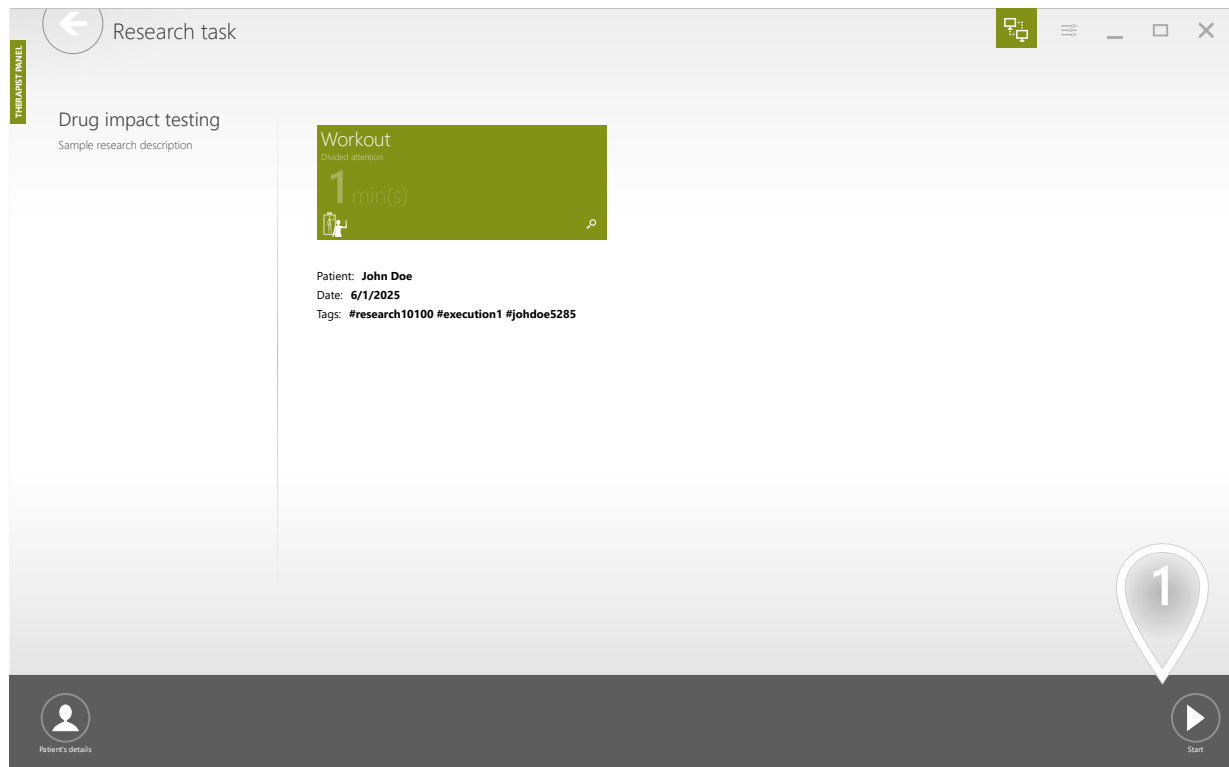 Research task
THERAPIST PANEL
Drug impact testing
Sample research description
Workout
Divided attention
1 min(s)
Patient: John Doe
Date: 6/1/2025
Tags: #research10100 #execution1 #johdoe5285
1
Patient's details
Start